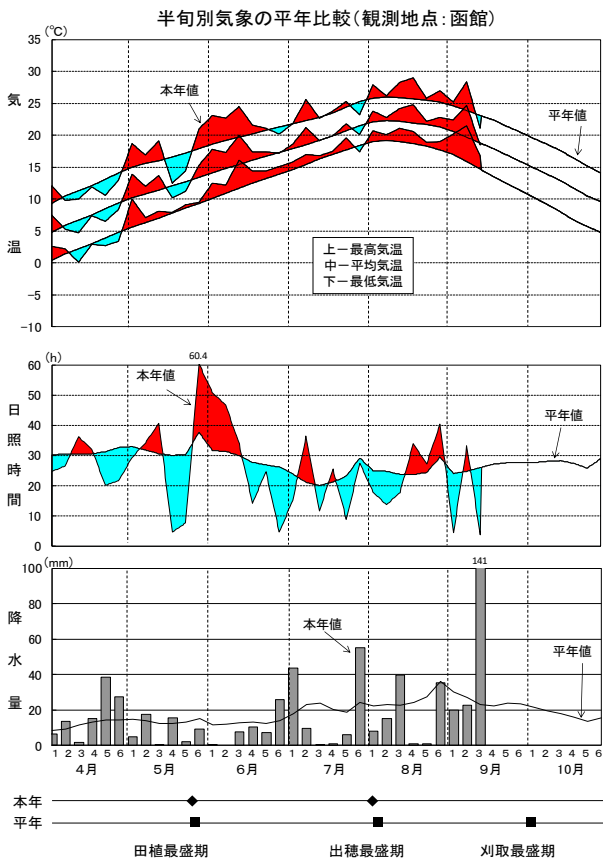 半旬別気象の平年比較(観測地点：函館)
(℃)
35
30
25
20
15
10
5
0
-5
-10
気温
本年値
平年値
上－最高気温
中－平均気温
下－最低気温
(h)
60
50
40
30
20
10
0
60.4
日照時間
本年値
平年値
(mm)
100
80
60
40
20
0
141
降水量
本年値
平年値
1 2 3 4 5 6 1 2 3 4 5 6 1 2 3 4 5 6 1 2 3 4 5 6 1 2 3 4 5 6 1 2 3 4 5 6 1 2 3 4 5 6
4月 5月 6月 7月 8月 9月 10月
本年
平年
田植最盛期 出穂最盛期 刈取最盛期